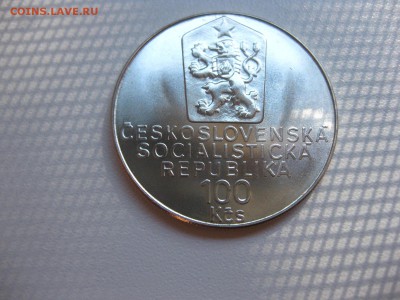 COINS.LAVE.RU
ČESKOSLOVENSKÁ
SOCIALISTICKÁ
REPUBLIKA
100
Kčs